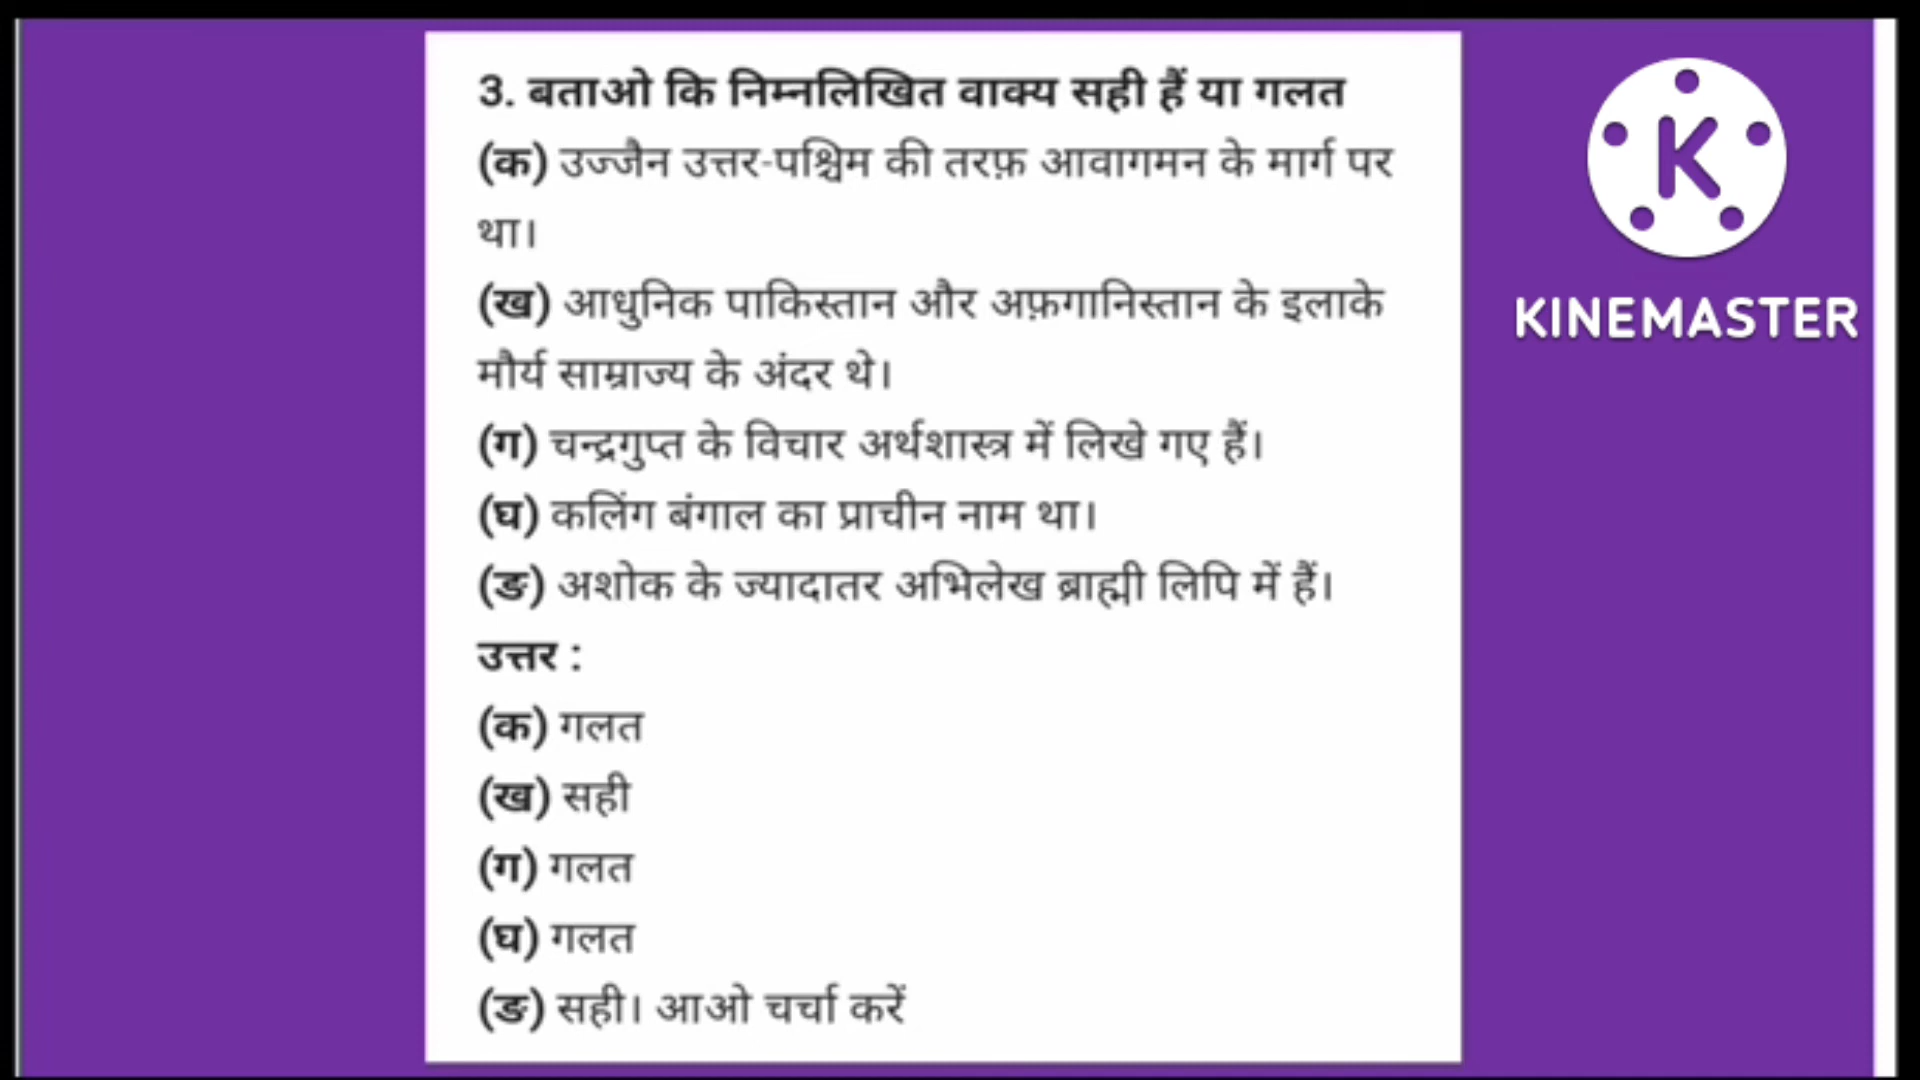 3. बताओ कि निम्नलिखित वाक्य सही हैं या गलत
(क) उज्जैन उत्तर-पश्चिम की तरफ़ आवागमन के मार्ग पर
था।
(ख) आधुनिक पाकिस्तान और अफ़गानिस्तान के इलाके
मौर्य साम्राज्य के अंदर थे।
(ग) चन्द्रगुप्त के विचार अर्थशास्त्र में लिखे गए हैं।
(घ) कलिंग बंगाल का प्राचीन नाम था।
(ङ) अशोक के ज्यादातर अभिलेख ब्राह्मी लिपि में हैं।
उत्तर :
(क) गलत
(ख) सही
(ग) गलत
(घ) गलत
(ङ) सही। आओ चर्चा करें
K
KINEMASTER